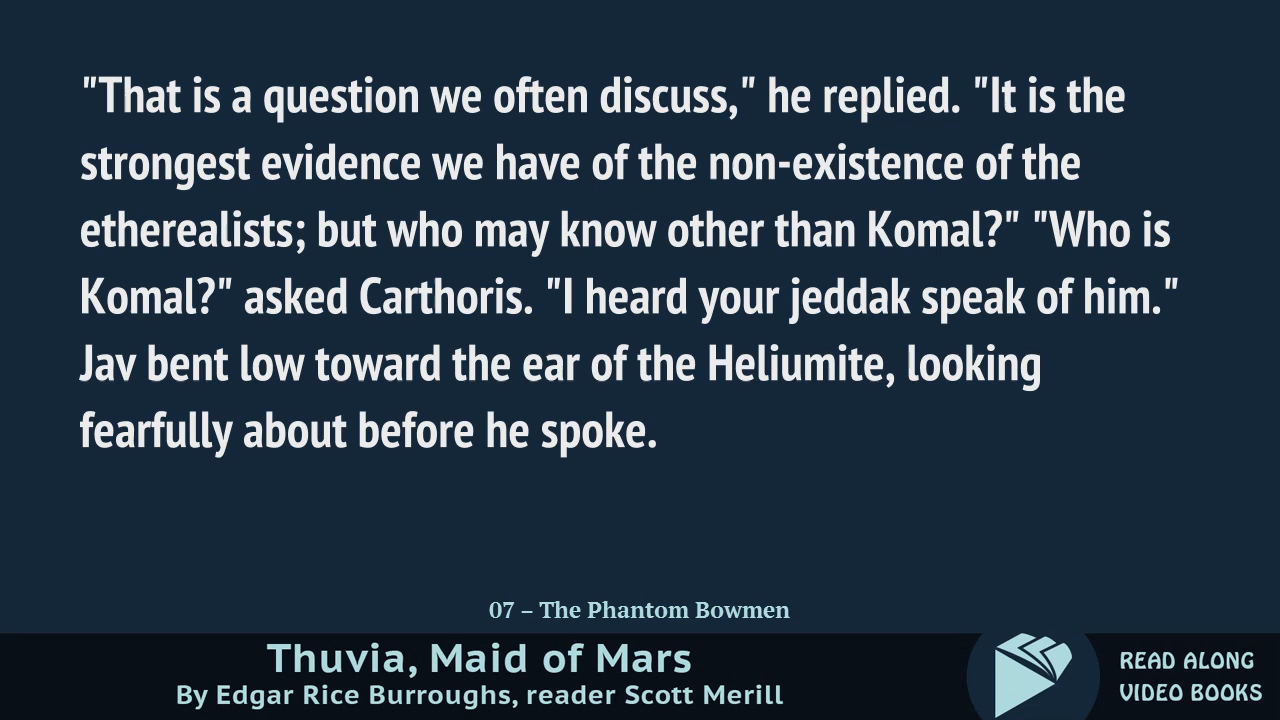 "That is a question we often discuss," he replied. "It is the
strongest evidence we have of the non-existence of the
etherealists; but who may know other than Komal?" "Who is
Komal?" asked Carthoris. "I heard your jeddak speak of him."
Jav bent low toward the ear of the Heliumite, looking
fearfully about before he spoke.
07 – The Phantom Bowmen
Thuvia, Maid of Mars
By Edgar Rice Burroughs, reader Scott Merill
READ ALONG
VIDEO BOOKS